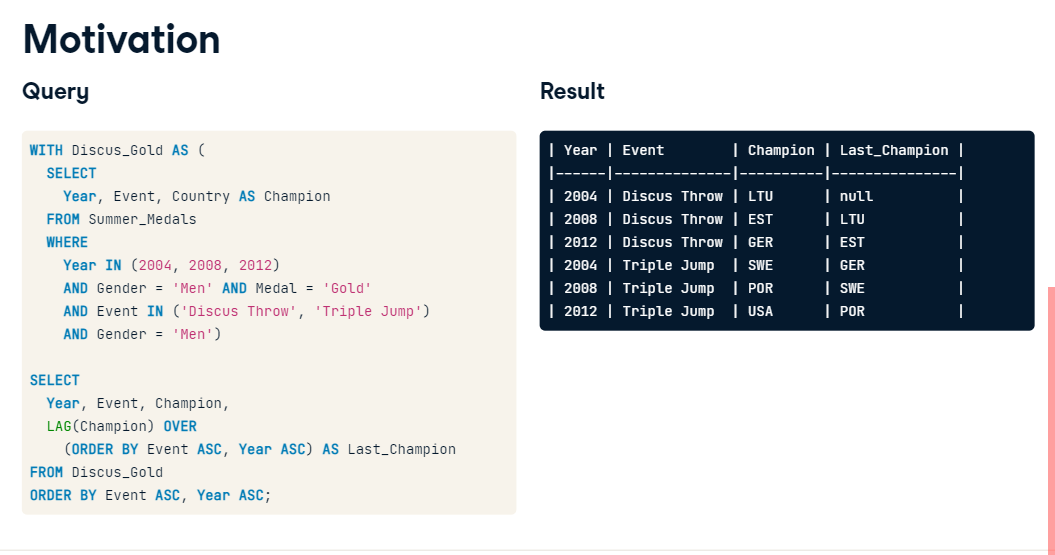 Motivation
Query
WITH Discus_Gold AS (
  SELECT
    Year, Event, Country AS Champion
  FROM Summer_Medals
  WHERE
    Year IN (2004, 2008, 2012)
    AND Gender = 'Men' AND Medal = 'Gold'
    AND Event IN ('Discus Throw', 'Triple Jump')
    AND Gender = 'Men')

SELECT
  Year, Event, Champion,
  LAG(Champion) OVER
    (ORDER BY Event ASC, Year ASC) AS Last_Champion
FROM Discus_Gold
ORDER BY Event ASC, Year ASC;
Result
| Year | Event        | Champion | Last_Champion |
|------|--------------|----------|---------------|
| 2004 | Discus Throw | LTU      | null          |
| 2008 | Discus Throw | EST      | LTU           |
| 2012 | Discus Throw | GER      | EST           |
| 2004 | Triple Jump  | SWE      | GER           |
| 2008 | Triple Jump  | POR      | SWE           |
| 2012 | Triple Jump  | USA      | POR           |